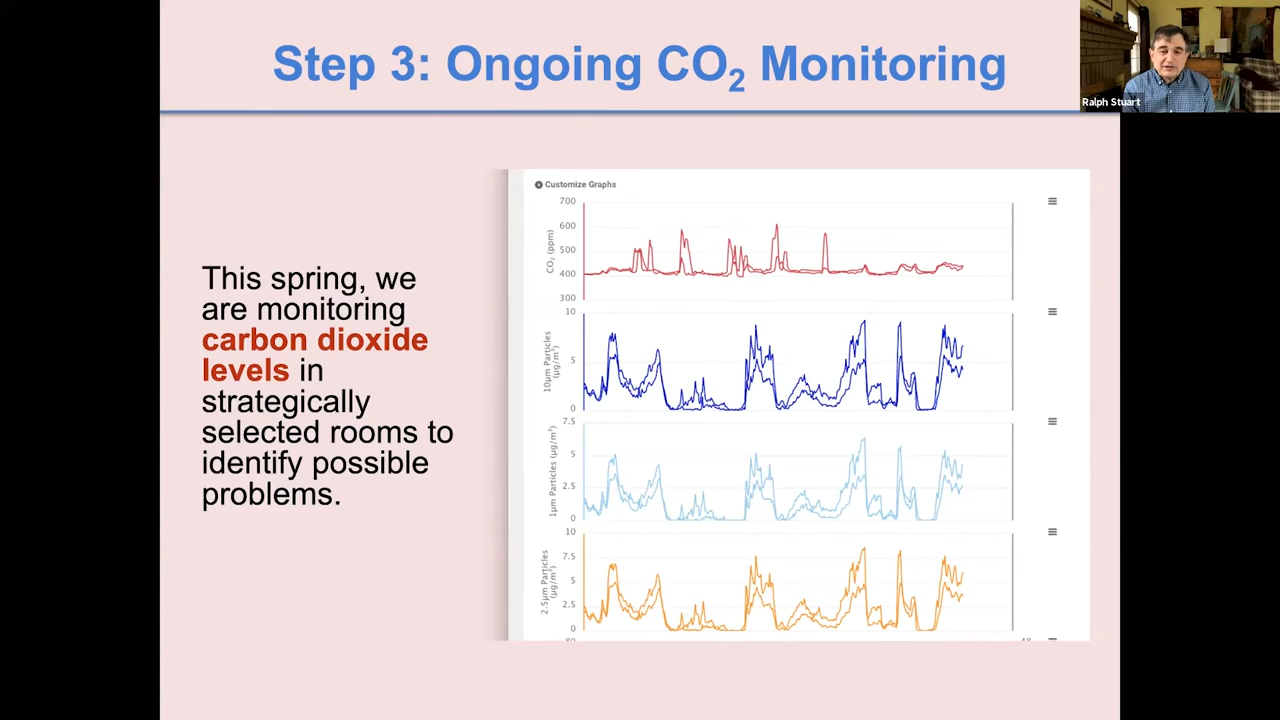 Step 3: Ongoing CO₂ Monitoring
Ralph Stuart
This spring, we
are monitoring
carbon dioxide
levels in
strategically
selected rooms to
identify possible
problems.
Customize Graphs
CO₂ (ppm)
700
600
500
400
300
10μm Particles
(μg/m³)
10
5
0
1μm Particles (μg/m³)
7.5
5
2.5
0
2.5μm Particles
(μg/m³)
10
7.5
5
2.5
0